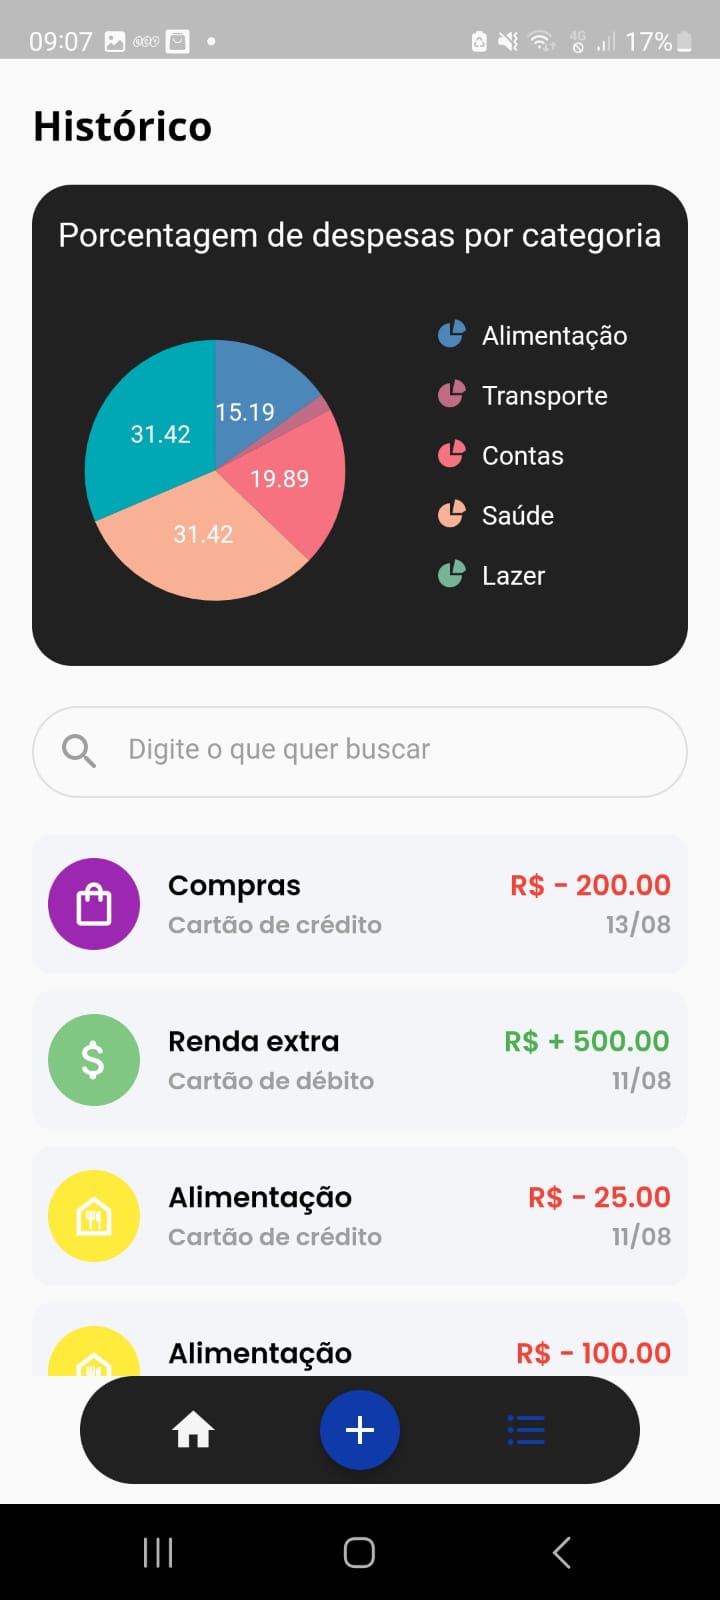 09:07
4G
17%
Histórico
Porcentagem de despesas por categoria
Alimentação
Transporte
Contas
Saúde
Lazer
15.19
31.42
19.89
31.42
Digite o que quer buscar
Compras
R$ - 200.00
Cartão de crédito
13/08
Renda extra
R$ + 500.00
Cartão de débito
11/08
Alimentação
R$ - 25.00
Cartão de crédito
11/08
Alimentação
R$ - 100.00